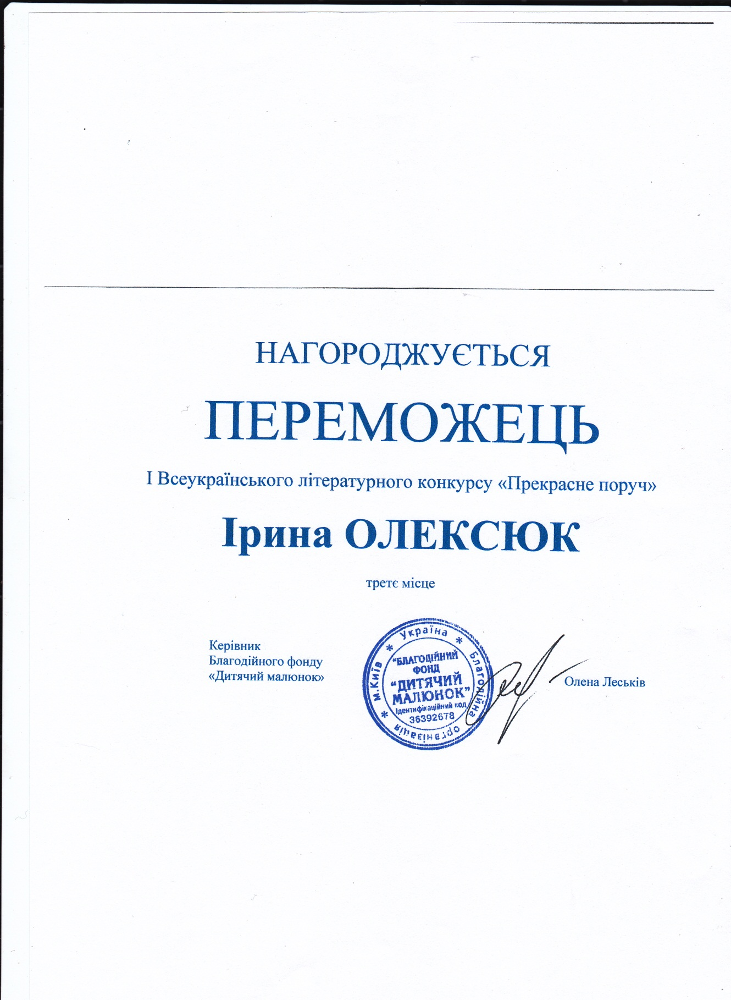 НАГОРОДЖУЄТЬСЯ
ПЕРЕМОЖЕЦЬ
І Всеукраїнського літературного конкурсу «Прекрасне поруч»
Ірина ОЛЕКСЮК
третє місце
Керівник
Благодійного фонду
«Дитячий малюнок»
Україна * Благодійна організація * м.Київ *
"БЛАГОДІЙНИЙ
ФОНД
"ДИТЯЧИЙ
МАЛЮНОК"
Ідентифікаційний код
36392678
Олена Леськів